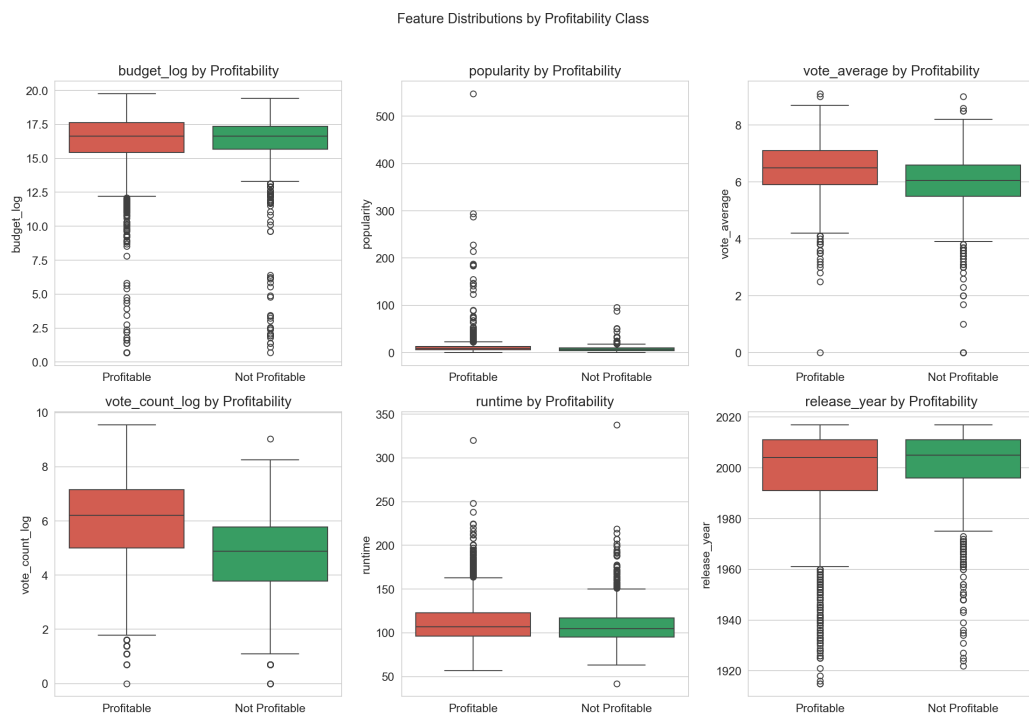 Feature Distributions by Profitability Class
budget_log by Profitability
budget_log
20.0
17.5
15.0
12.5
10.0
7.5
5.0
2.5
0.0
Profitable
Not Profitable
popularity by Profitability
popularity
500
400
300
200
100
0
Profitable
Not Profitable
vote_average by Profitability
vote_average
8
6
4
2
0
Profitable
Not Profitable
vote_count_log by Profitability
vote_count_log
10
8
6
4
2
0
Profitable
Not Profitable
runtime by Profitability
runtime
350
300
250
200
150
100
50
Profitable
Not Profitable
release_year by Profitability
release_year
2020
2000
1980
1960
1940
1920
Profitable
Not Profitable